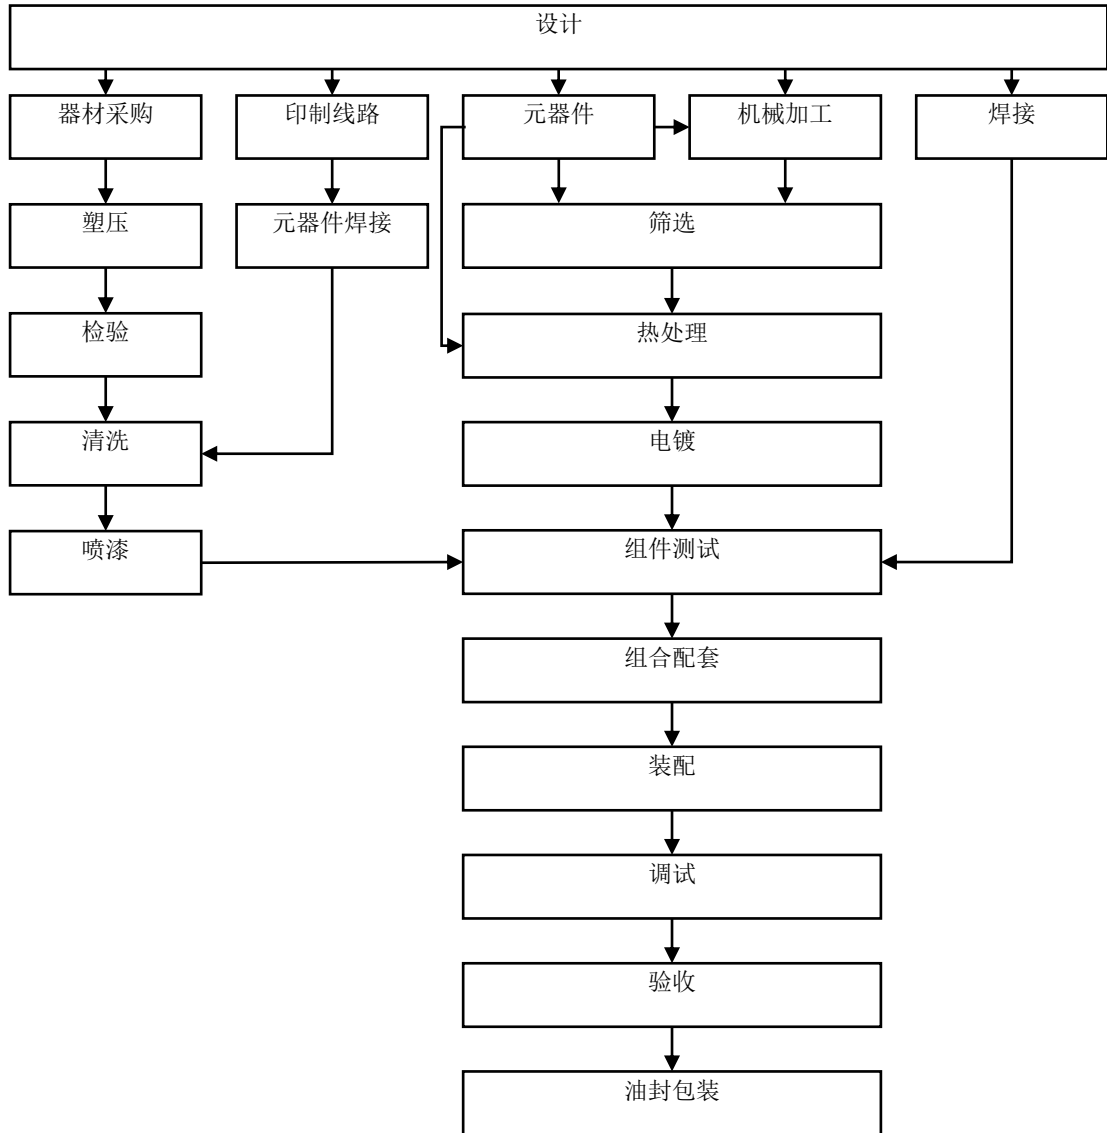 设计
器材采购
印制线路
元器件
机械加工
焊接
塑压
元器件焊接
筛选
检验
热处理
清洗
电镀
喷漆
组件测试
组合配套
装配
调试
验收
油封包装